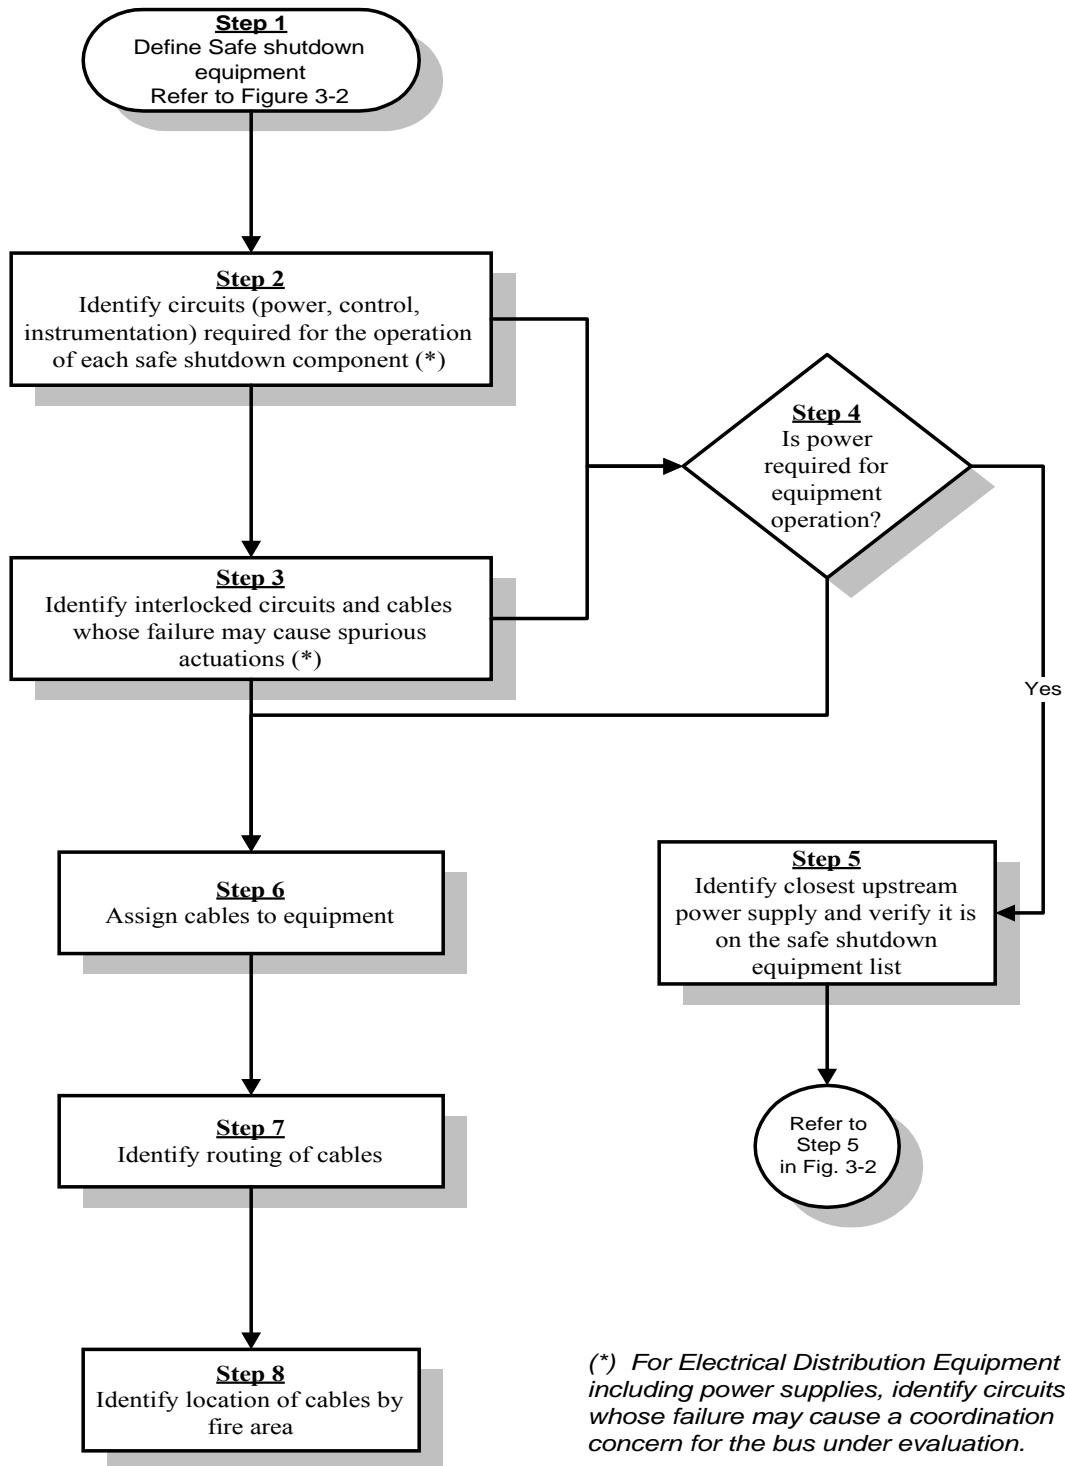 Step 1
Define Safe shutdown
equipment
Refer to Figure 3-2
Step 2
Identify circuits (power, control,
instrumentation) required for the operation
of each safe shutdown component (*)
Step 3
Identify interlocked circuits and cables
whose failure may cause spurious
actuations (*)
Step 4
Is power
required for
equipment
operation?
Yes
Step 5
Identify closest upstream
power supply and verify it is
on the safe shutdown
equipment list
Refer to
Step 5
in Fig. 3-2
Step 6
Assign cables to equipment
Step 7
Identify routing of cables
Step 8
Identify location of cables by
fire area
(*) For Electrical Distribution Equipment
including power supplies, identify circuits
whose failure may cause a coordination
concern for the bus under evaluation.